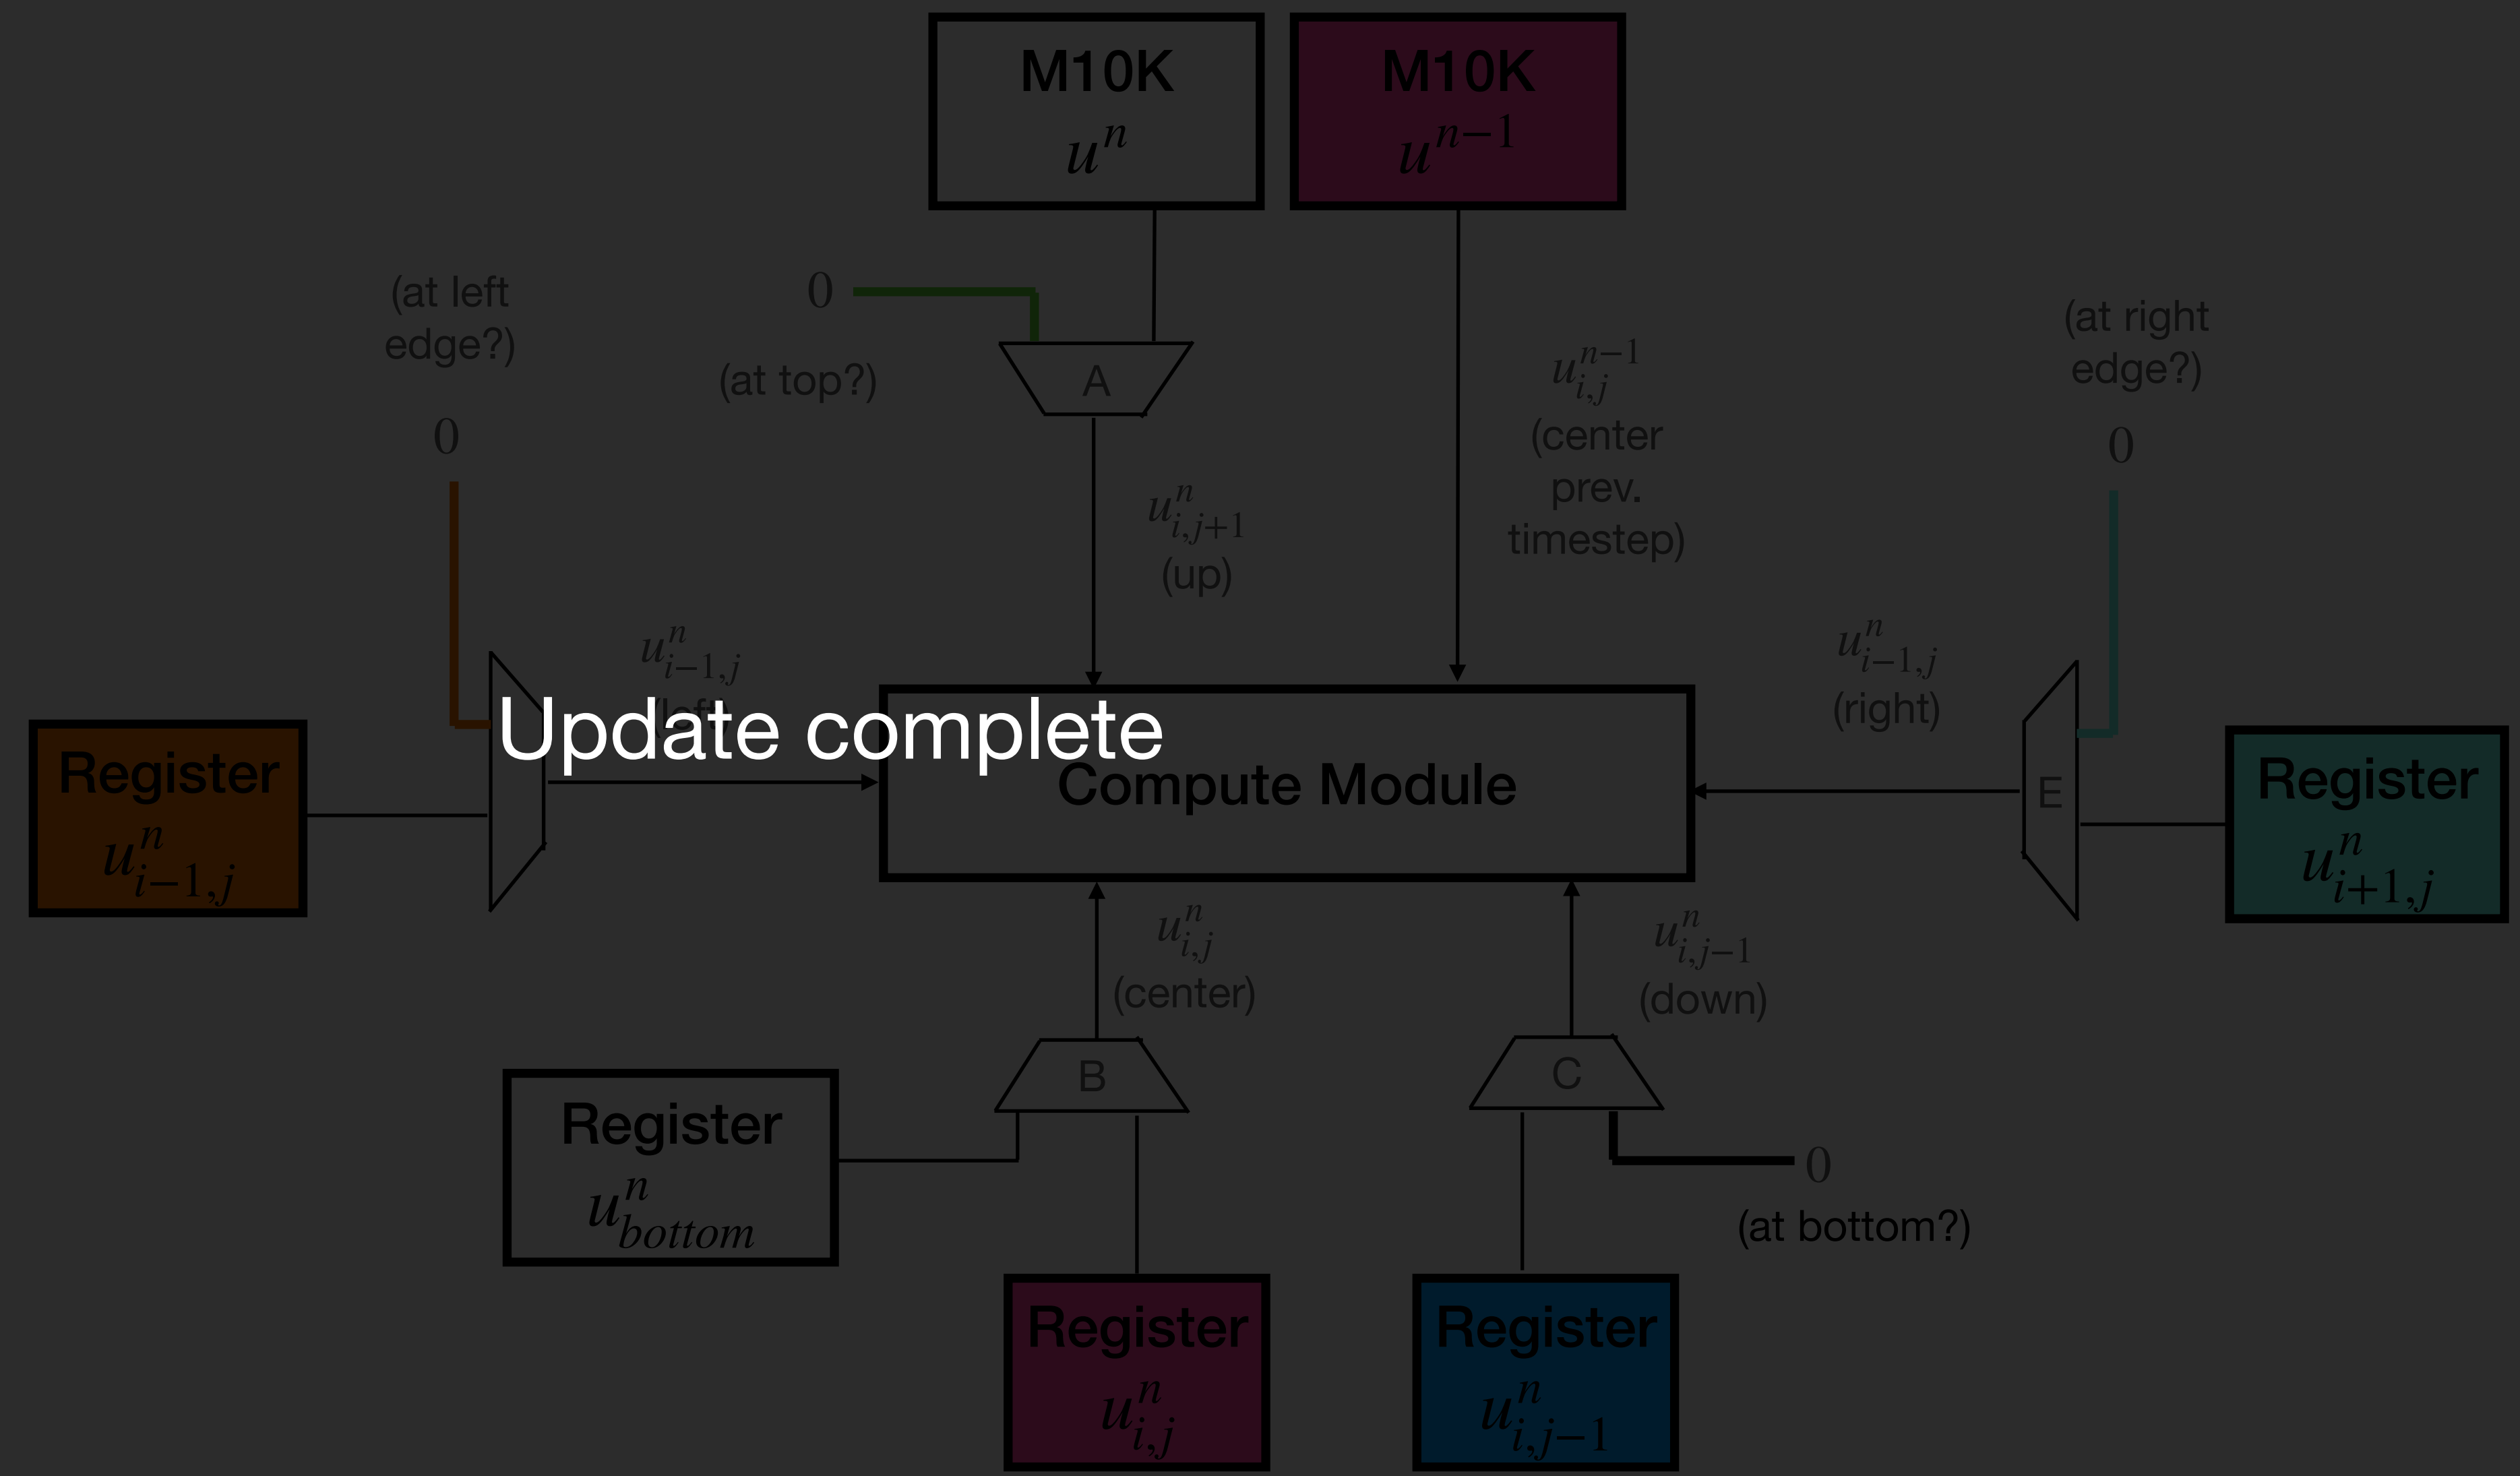 M10K
u^n
M10K
u^{n-1}
(at left
edge?)
0
0
(at top?)
A
u^{n-1}_{i,j}
(center
prev.
timestep)
(at right
edge?)
0
u^n_{i,j+1}
(up)
u^n_{i-1,j}
(left)
u^n_{i-1,j}
(right)
Update complete
Compute Module
Register
u^n_{i-1,j}
E
Register
u^n_{i+1,j}
u^n_{i,j}
(center)
u^n_{i,j-1}
(down)
B
C
Register
u^n_{bottom}
0
(at bottom?)
Register
u^n_{i,j}
Register
u^n_{i,j-1}